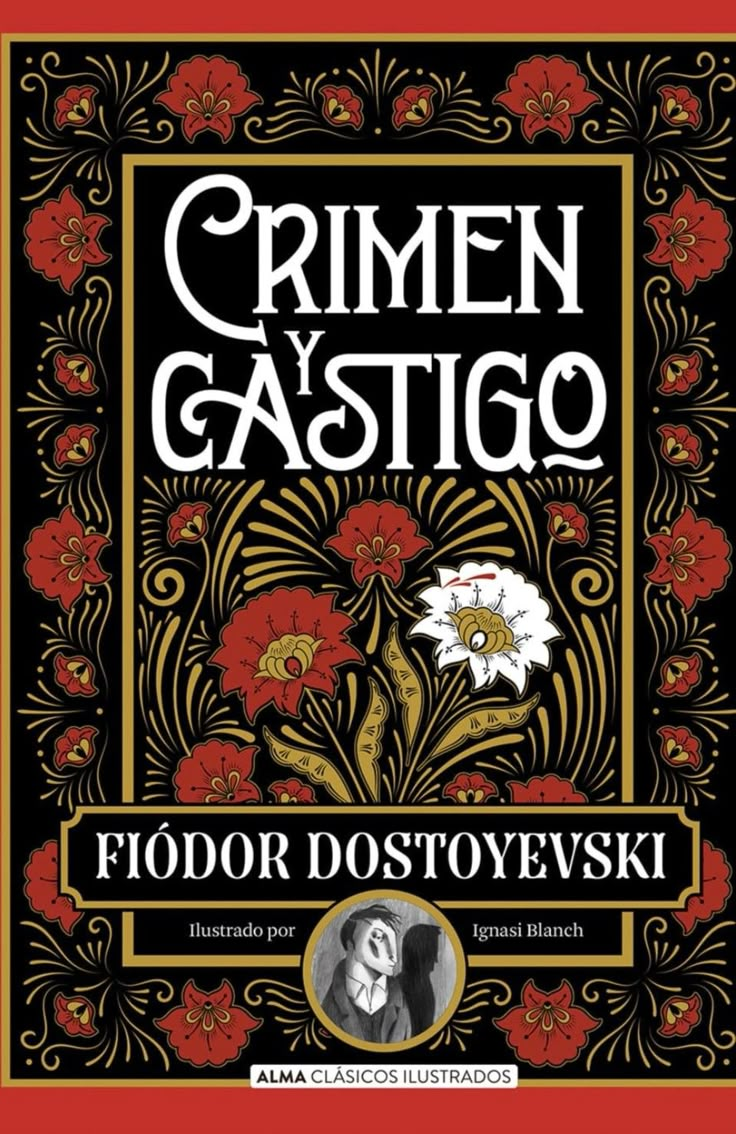 CRIMEN
Y
CASTIGO
FIÓDOR DOSTOYEVSKI
Ilustrado por
Ignasi Blanch
ALMA CLÁSICOS ILUSTRADOS